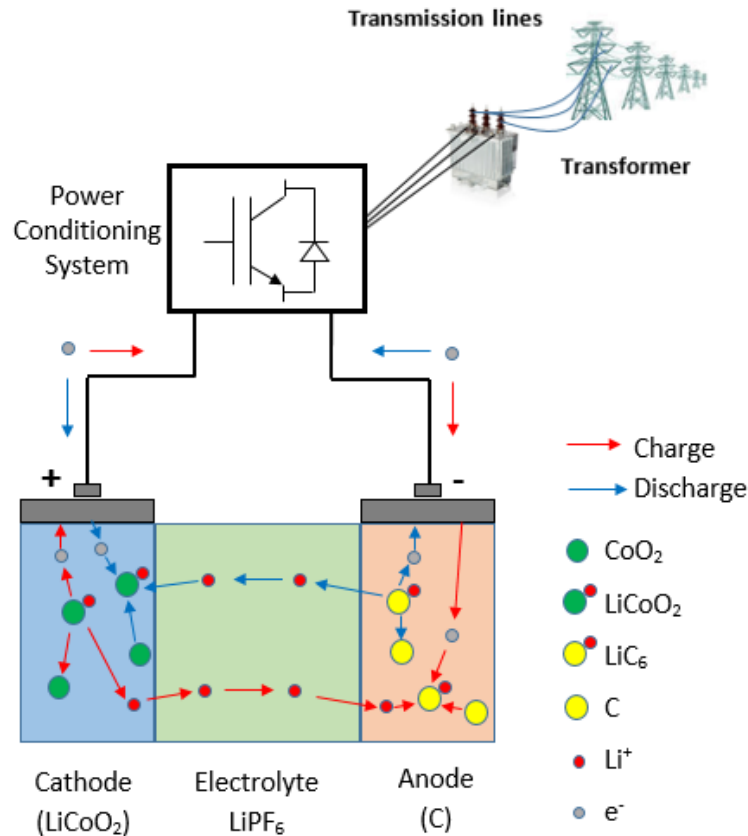 Transmission lines
Transformer
Power
Conditioning
System
+
-
Charge
Discharge
CoO₂
LiCoO₂
LiC₆
C
Li⁺
e⁻
Cathode
(LiCoO₂)
Electrolyte
LiPF₆
Anode
(C)